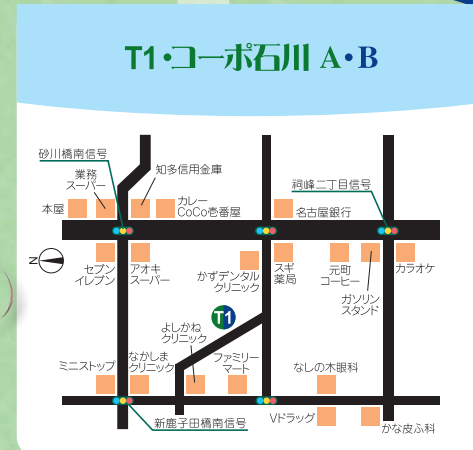 T1・コーポ石川 A・B
砂川橋南信号
業務
スーパー
知多信用金庫
祠峰二丁目信号
本屋
カレー
CoCo壱番屋
名古屋銀行
N
セブン
イレブン
アオキ
スーパー
かずデンタル
クリニック
スギ
薬局
元町
コーヒー
ガソリン
スタンド
カラオケ
T1
よしかね
クリニック
ミニストップ
なかしま
クリニック
ファミリー
マート
なしの木眼科
新鹿子田橋南信号
Vドラッグ
かな皮ふ科